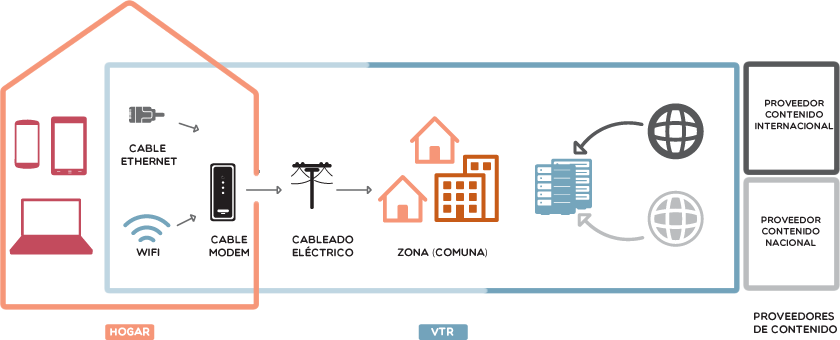 CABLE
ETHERNET
WIFI
CABLE
MODEM
CABLEADO
ELÉCTRICO
ZONA (COMUNA)
PROVEEDOR
CONTENIDO
INTERNACIONAL
PROVEEDOR
CONTENIDO
NACIONAL
PROVEEDORES
DE CONTENIDO
HOGAR
VTR